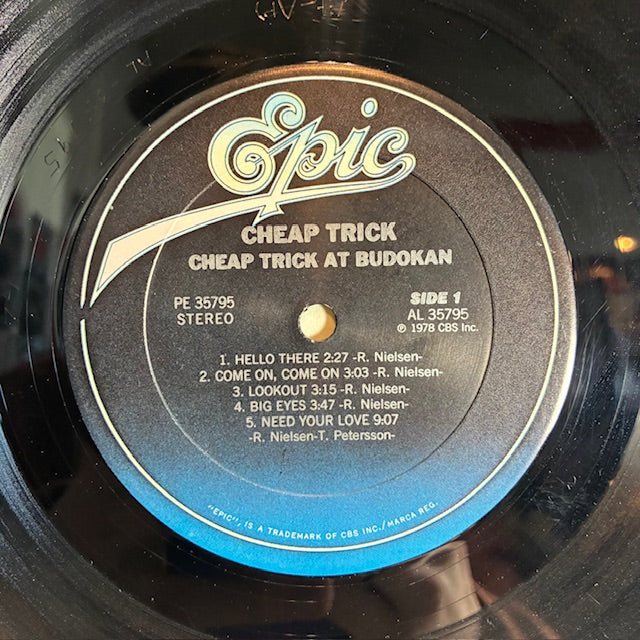 Epic
CHEAP TRICK
CHEAP TRICK AT BUDOKAN
PE 35795
STEREO
SIDE 1
AL 35795
℗ 1978 CBS Inc.
1. HELLO THERE 2:27 -R. Nielsen-
2. COME ON, COME ON 3:03 -R. Nielsen-
3. LOOKOUT 3:15 -R. Nielsen-
4. BIG EYES 3:47 -R. Nielsen-
5. NEED YOUR LOVE 9:07
-R. Nielsen-T. Petersson-
"EPIC", IS A TRADEMARK OF CBS INC./MARCA REG.